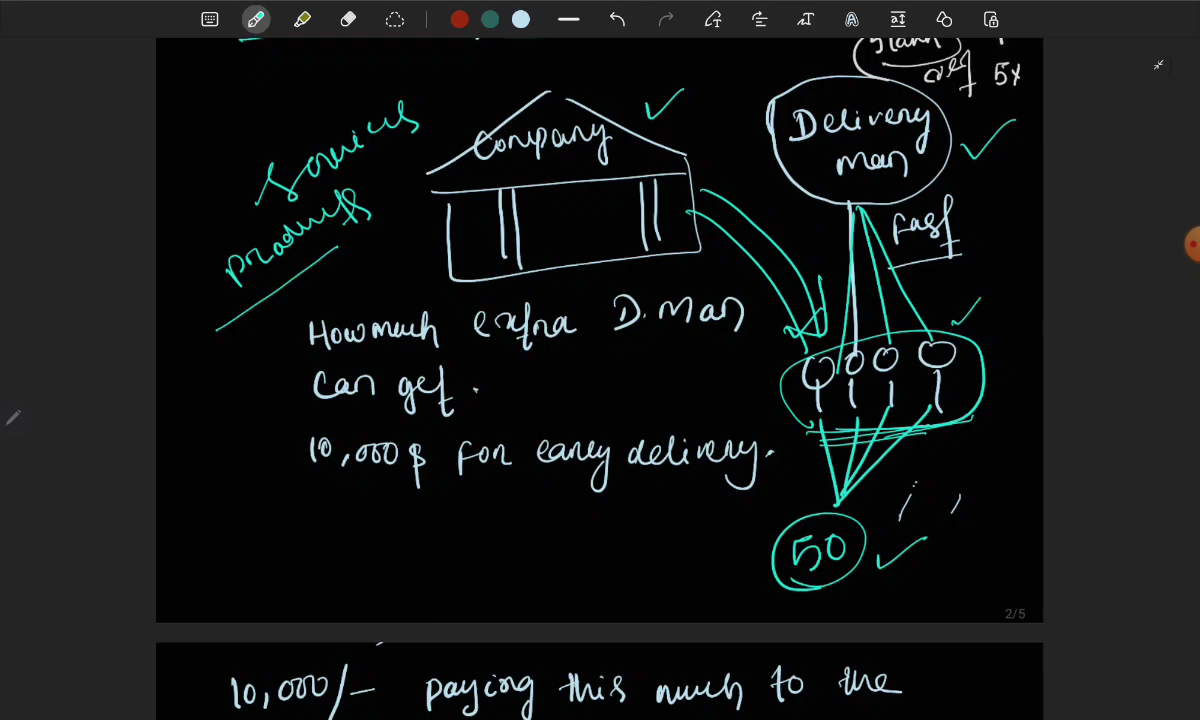 5x
Company
Delivery
man
Services
products
Fast
How much extra D. Man
Can get.
10,000$ for earley delivery.
50
2/5
10,000/- paying this much to the